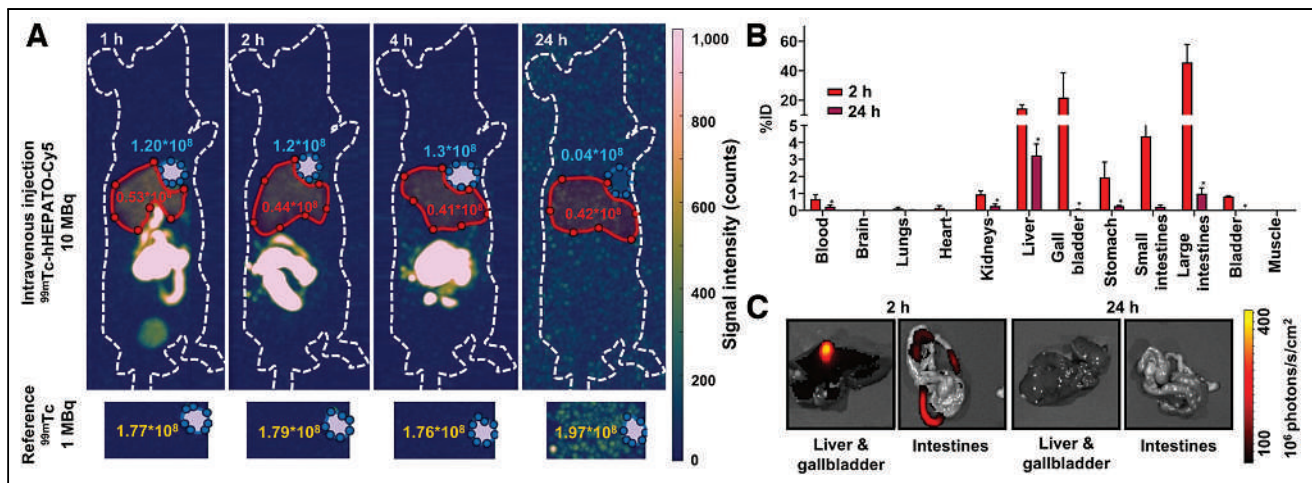 A
1 h
2 h
4 h
24 h
1.20*10⁸
1.2*10⁸
1.3*10⁸
0.04*10⁸
0.53*10⁸
0.44*10⁸
0.41*10⁸
0.42*10⁸
Intravenous injection
⁹⁹ᵐTc-hHEPATO-Cy5
10 MBq
Reference
⁹⁹ᵐTc
1 MBq
1.77*10⁸
1.79*10⁸
1.76*10⁸
1.97*10⁸
1,000
800
600
400
200
0
Signal intensity (counts)
B
%ID
60
40
20
5
4
3
2
1
0
2 h
24 h
* * * * * * * *
Blood
Brain
Lungs
Heart
Kidneys
Liver
Gall
bladder
Stomach
Small
intestines
Large
intestines
Bladder
Muscle
C
2 h
24 h
Liver &
gallbladder
Intestines
Liver &
gallbladder
Intestines
400
100
10⁶ photons/s/cm²